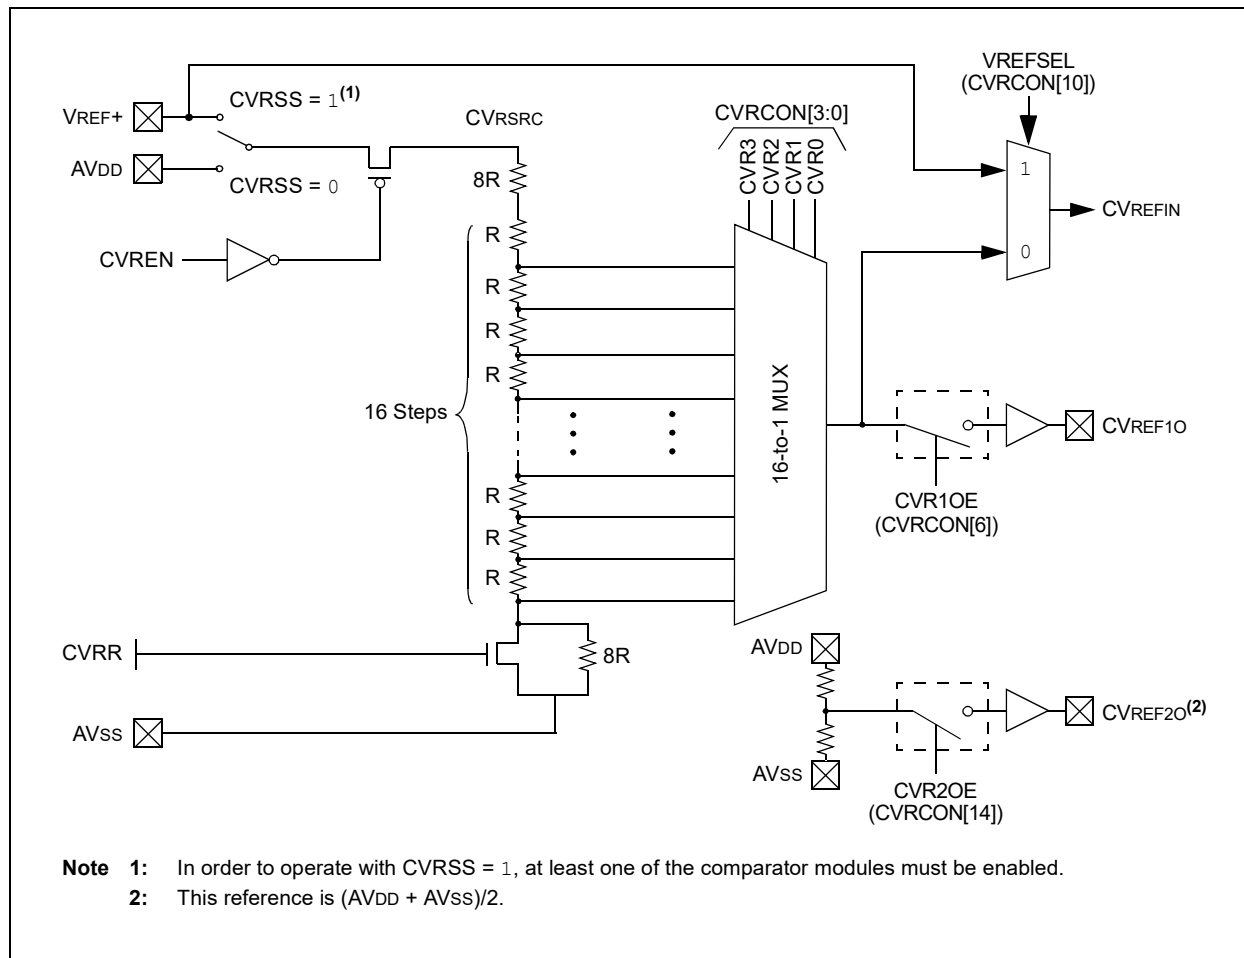 VREFSEL
(CVRCON[10])
CVRSS = 1(1)
VREF+
CVRSRC
CVRCON[3:0]
CVR3
CVR2
CVR1
CVR0
AVDD
8R
1
CVRSS = 0
CVREFIN
R
CVREN
0
R
R
R
16 Steps
16-to-1 MUX
CVREF1O
R
CVR1OE
(CVRCON[6])
R
R
CVRR
8R
AVDD
CVREF2O(2)
AVSS
AVSS
CVR2OE
(CVRCON[14])
Note 1: In order to operate with CVRSS = 1, at least one of the comparator modules must be enabled.
2: This reference is (AVDD + AVSS)/2.